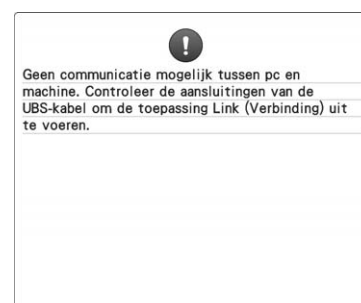 Geen communicatie mogelijk tussen pc en
machine. Controleer de aansluitingen van de
UBS-kabel om de toepassing Link (Verbinding) uit
te voeren.